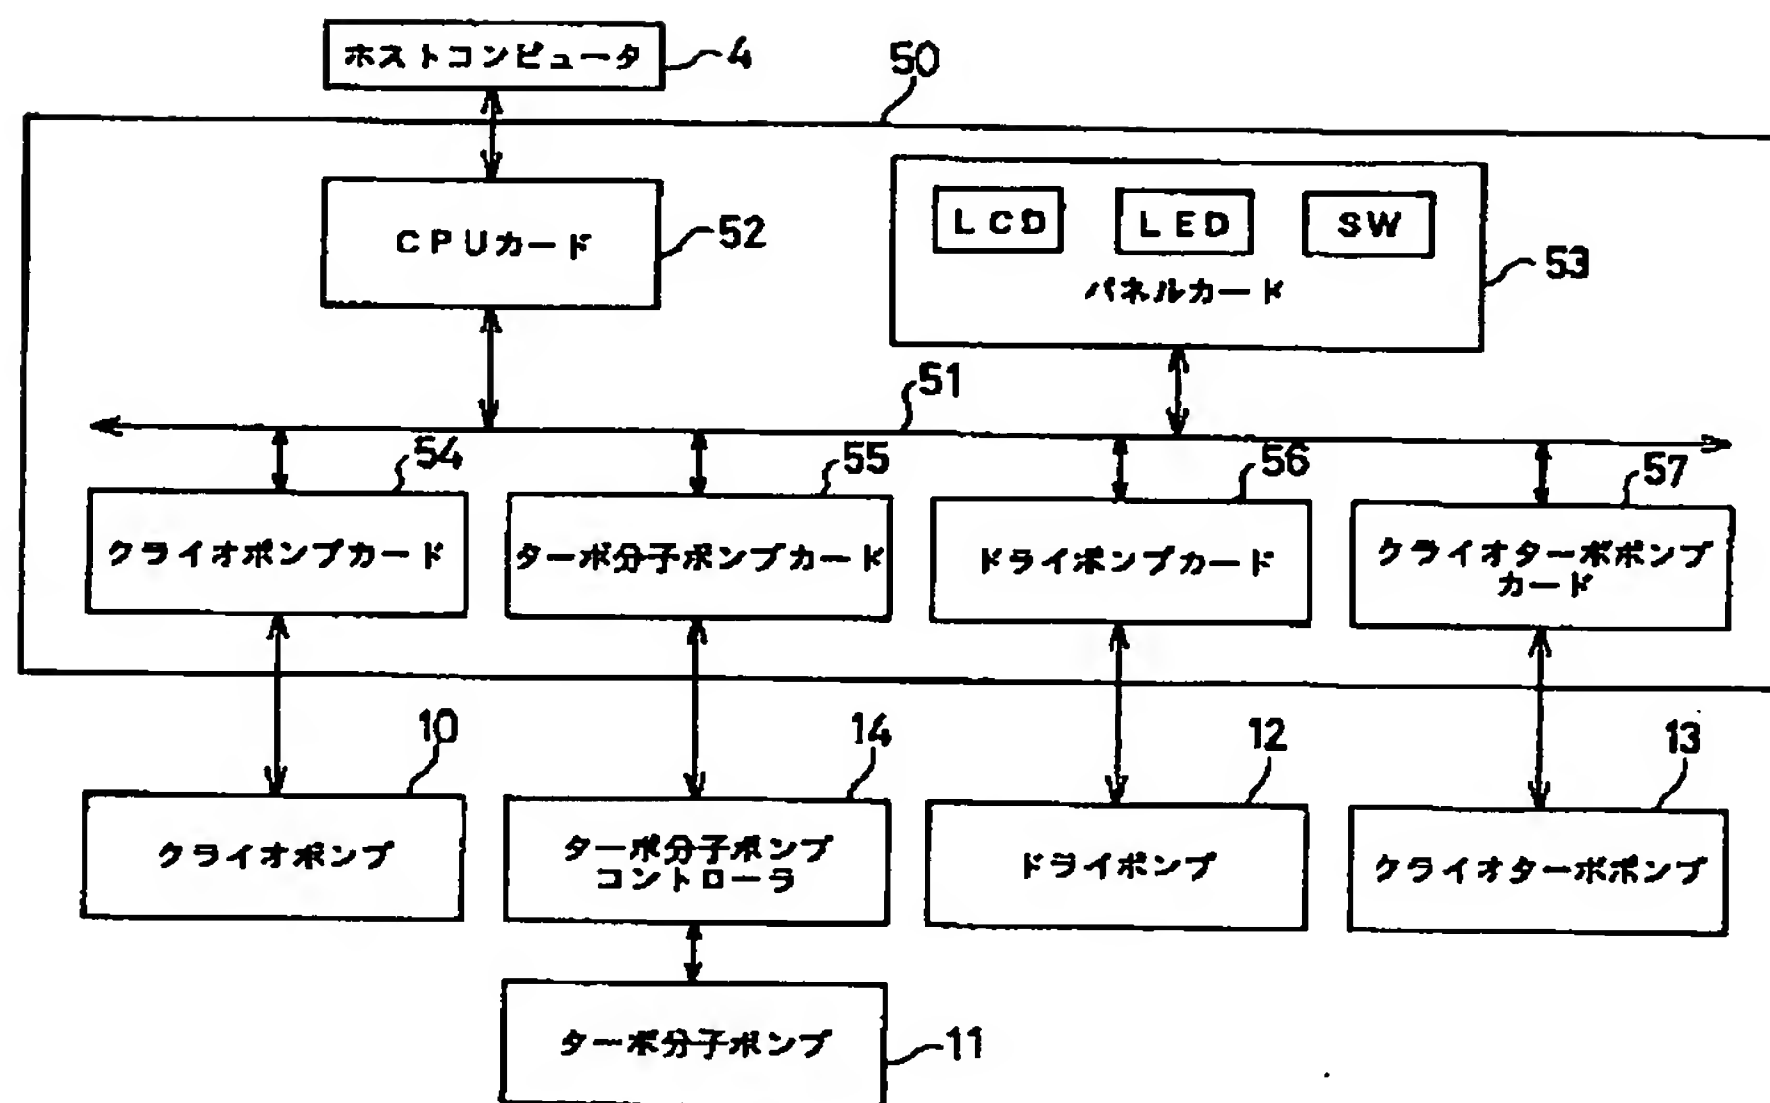 ホストコンピュータ
4
50
CPUカード
52
LCD
LED
SW
パネルカード
53
51
54
55
56
57
クライオポンプカード
ターボ分子ポンプカード
ドライポンプカード
クライオターボポンプ
カード
10
14
12
13
クライオポンプ
ターボ分子ポンプ
コントローラ
ドライポンプ
クライオターボポンプ
ターボ分子ポンプ
11